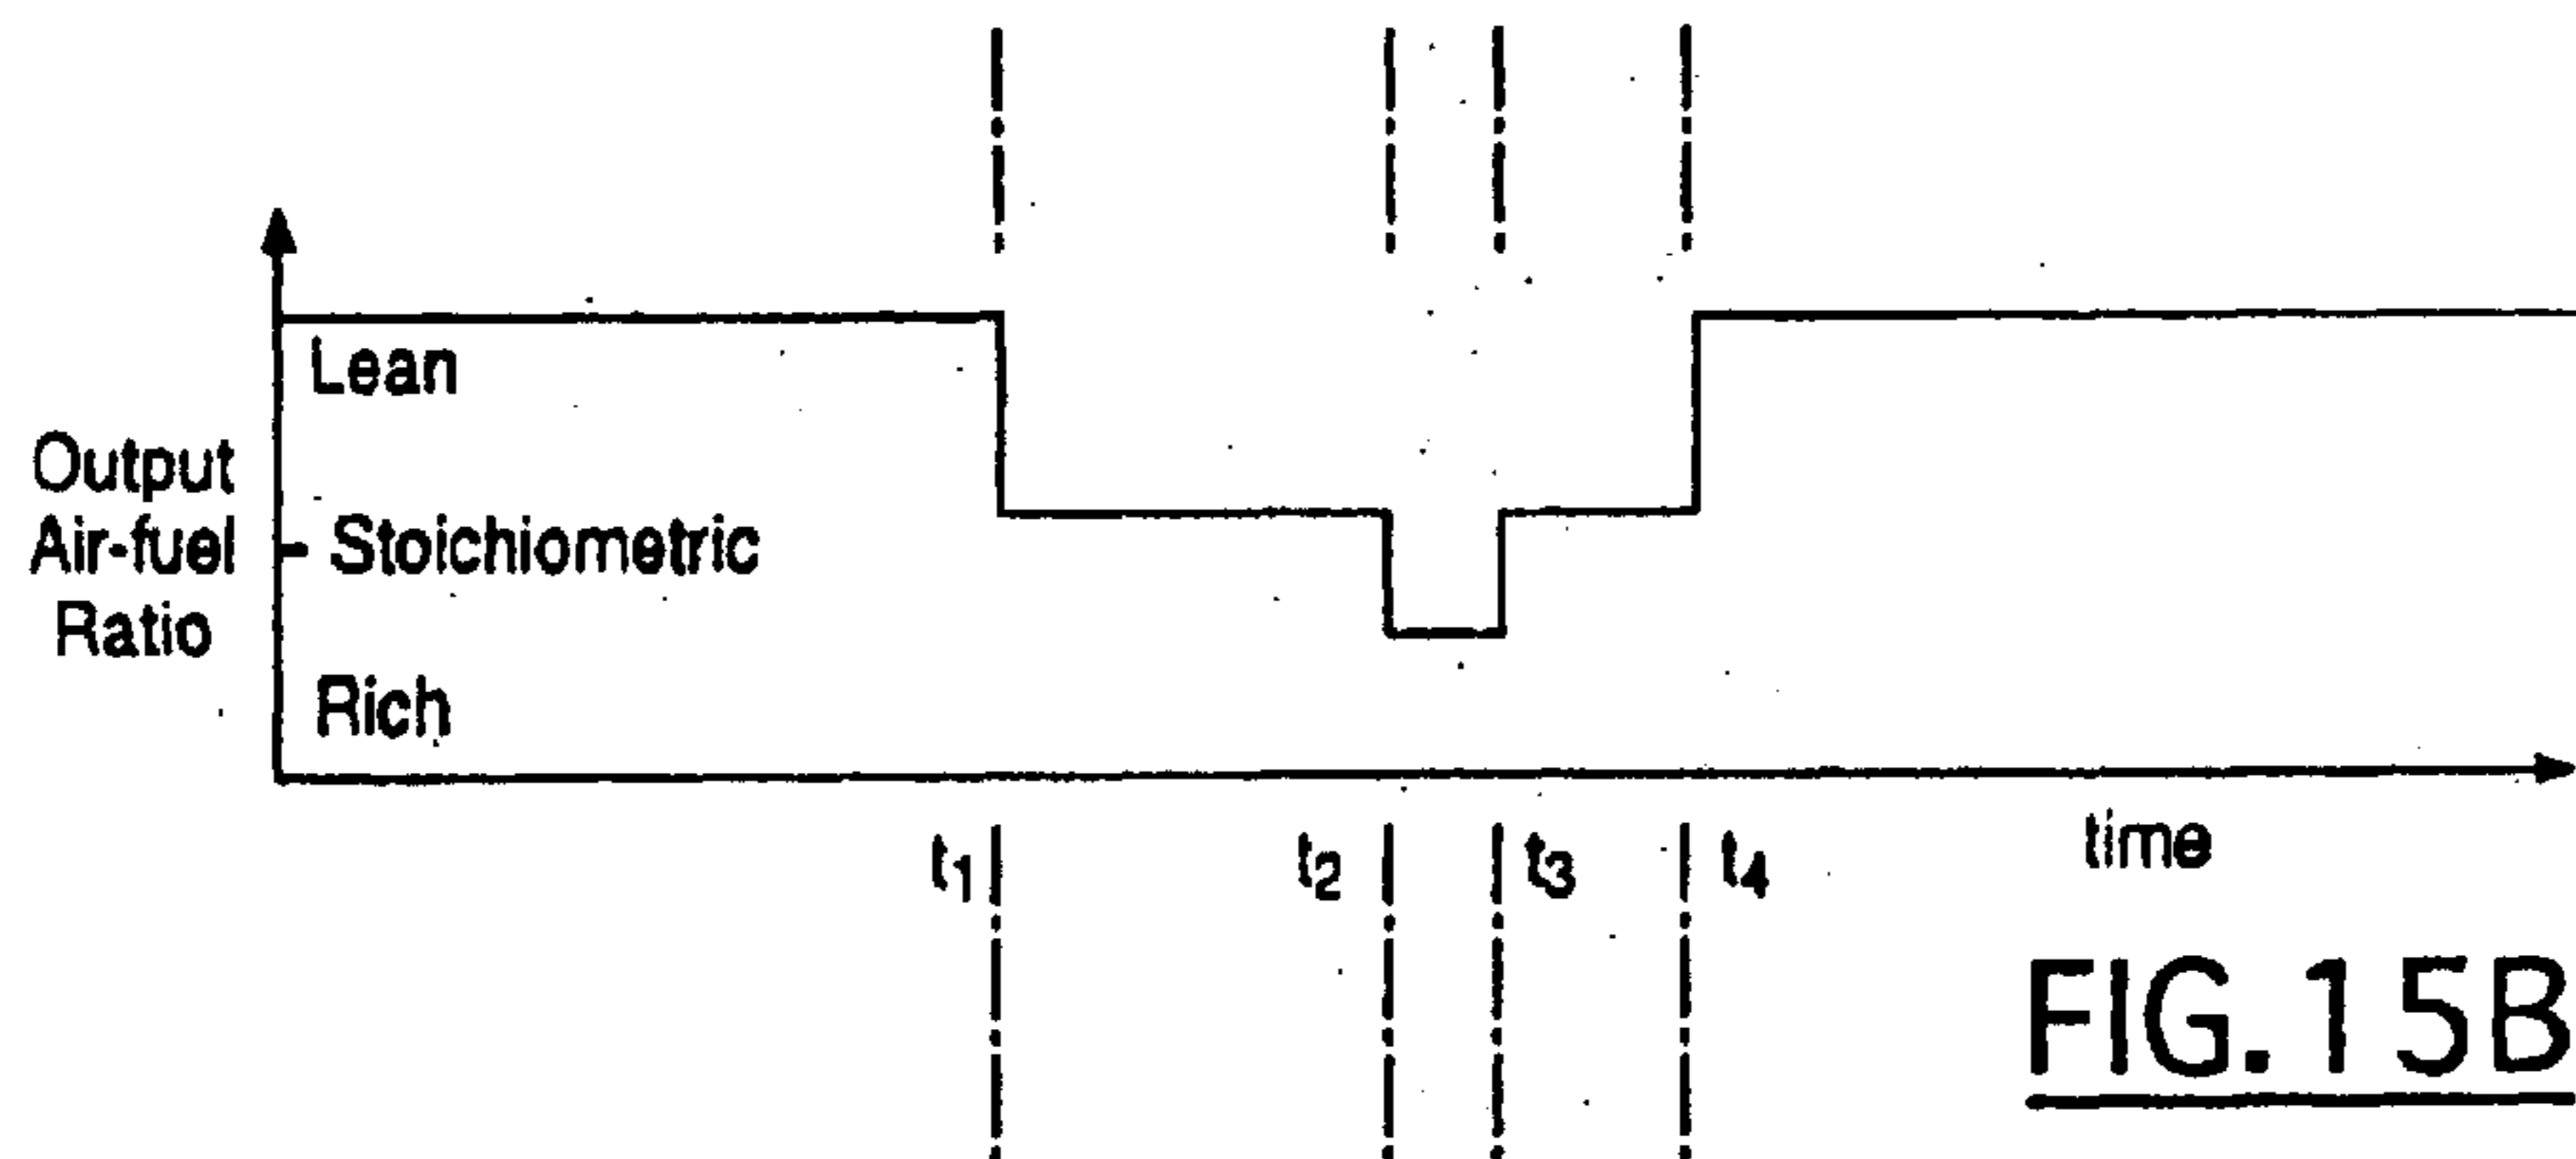 Lean
Output
Air-fuel
Ratio
Stoichiometric
Rich
t1
t2
t3
t4
time
FIG.15B